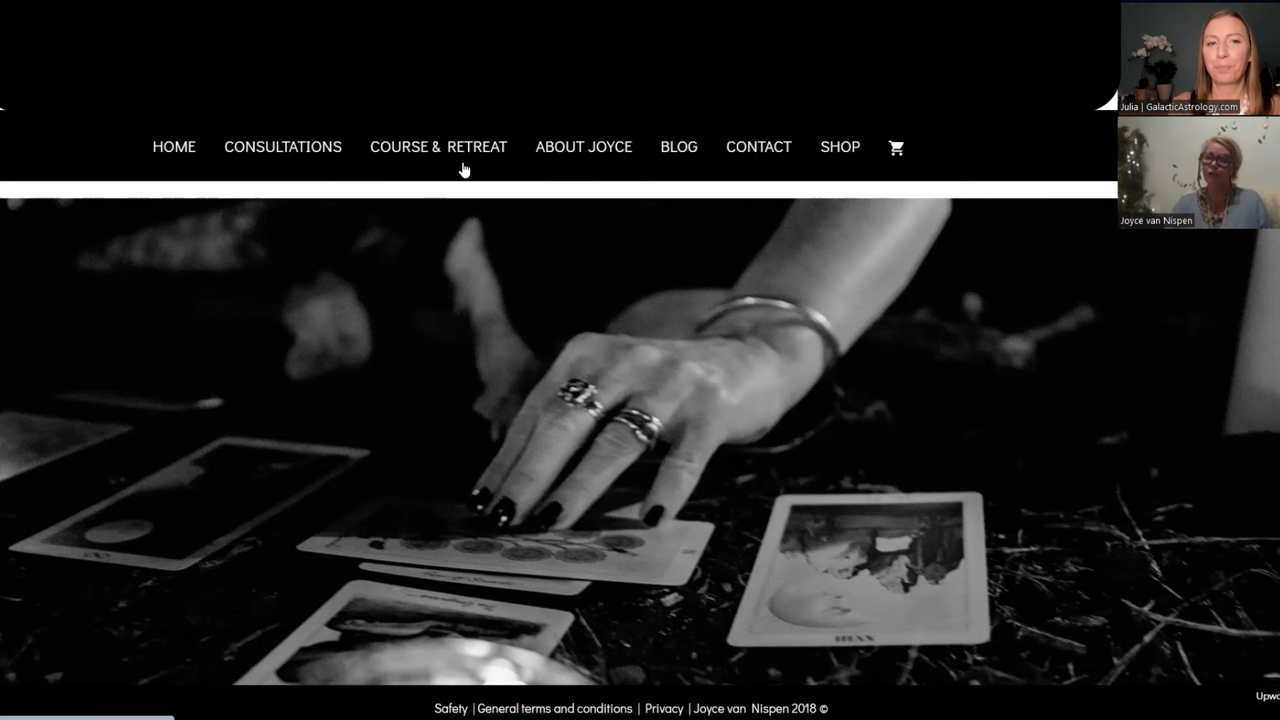 Julia | GalacticAstrology.com
HOME CONSULTATIONS COURSE & RETREAT ABOUT JOYCE BLOG CONTACT SHOP
Joyce van Nispen
Upwo
Safety | General terms and conditions | Privacy | Joyce van Nispen 2018 ©